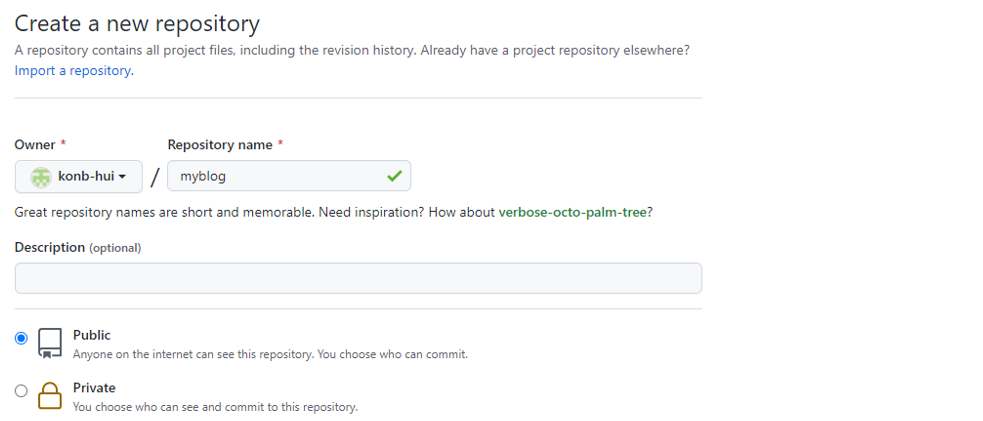 Create a new repository
A repository contains all project files, including the revision history. Already have a project repository elsewhere?
Import a repository.
Owner * Repository name *
konb-hui / myblog
Great repository names are short and memorable. Need inspiration? How about verbose-octo-palm-tree?
Description (optional)
Public
Anyone on the internet can see this repository. You choose who can commit.
Private
You choose who can see and commit to this repository.